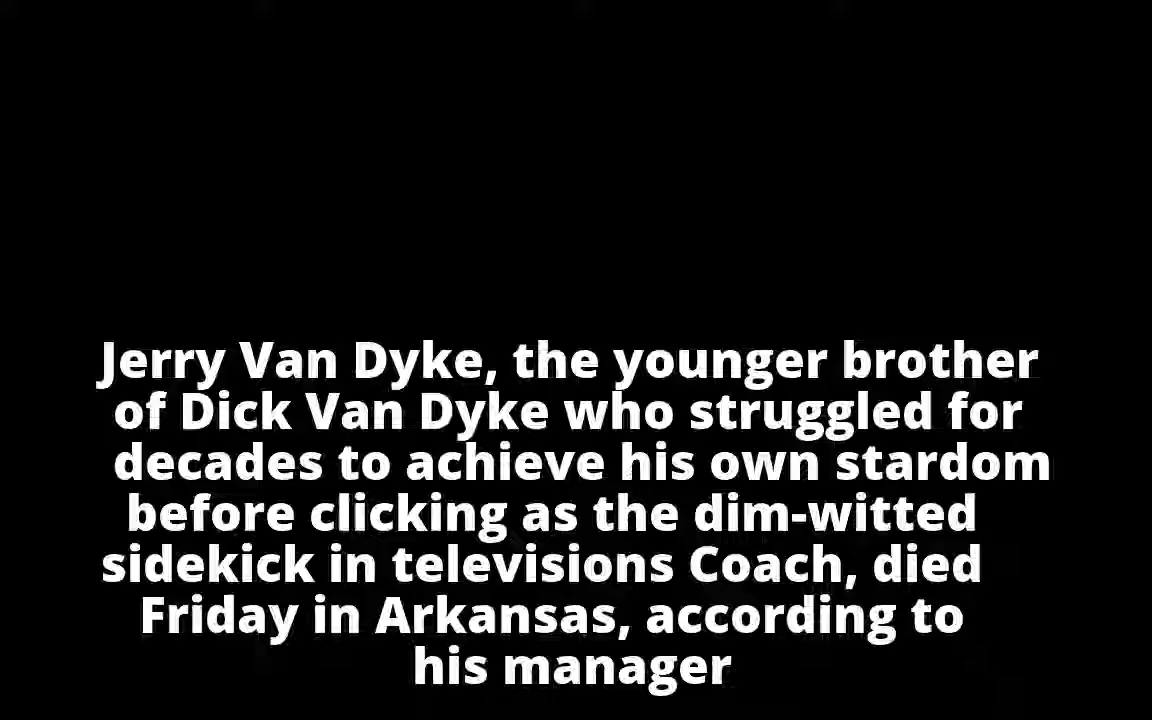 Jerry Van Dyke, the younger brother
of Dick Van Dyke who struggled for
decades to achieve his own stardom
before clicking as the dim-witted
sidekick in televisions Coach, died
Friday in Arkansas, according to
his manager